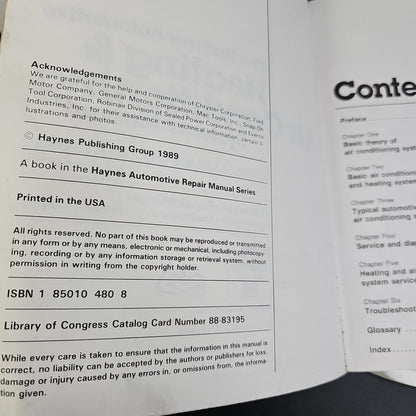 Acknowledgements
We are grateful for the help and cooperation of Chrysler Corporation, Ford
Motor Company, General Motors Corporation, Mac Tools, Inc., Snap-On
Tool Corporation, Robinair Division of Sealed Power Corporation and Everco
Industries, Inc. for their assistance with technical information, certain il-
lustrations and photos.
© Haynes Publishing Group 1989
A book in the Haynes Automotive Repair Manual Series
Printed in the USA
All rights reserved. No part of this book may be reproduced or transmitted
in any form or by any means, electronic or mechanical, including photocopy-
ing, recording or by any information storage or retrieval system, without
permission in writing from the copyright holder.
ISBN 1 85010 480 8
Library of Congress Catalog Card Number 88-83195
While every care is taken to ensure that the information in this manual is
correct, no liability can be accepted by the authors or publishers for loss,
damage or injury caused by any errors in, or omissions from, the informa-
tion given.
Conte
Preface
Chapter One
Basic theory of
air conditioning syst
Chapter Two
Basic air condition
and heating system
Chapter Three
Typical automotiv
air conditioning s
Chapter Four
Service and diag
Chapter Five
Heating and air
system service
Chapter Six
Troubleshoot
Glossary
Index